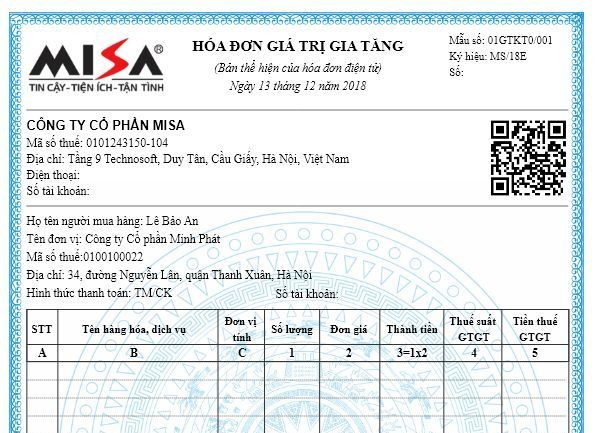 MISA®
TIN CẬY-TIỆN ÍCH-TẬN TÌNH
HÓA ĐƠN GIÁ TRỊ GIA TĂNG
(Bản thể hiện của hóa đơn điện tử)
Ngày 13 tháng 12 năm 2018
Mẫu số: 01GTKT0/001
Ký hiệu: MS/18E
Số:
CÔNG TY CỔ PHẦN MISA
Mã số thuế: 0101243150-104
Địa chỉ: Tầng 9 Technosoft, Duy Tân, Cầu Giấy, Hà Nội, Việt Nam
Điện thoại:
Số tài khoản:
Họ tên người mua hàng: Lê Bảo An
Tên đơn vị: Công ty Cổ phần Minh Phát
Mã số thuế:0100100022
Địa chỉ: 34, đường Nguyễn Lân, quận Thanh Xuân, Hà Nội
Hình thức thanh toán: TM/CK Số tài khoản:
STT Tên hàng hóa, dịch vụ Đơn vị tính Số lượng Đơn giá Thành tiền Thuế suất GTGT Tiền thuế GTGT
A B C 1 2 3=1x2 4 5